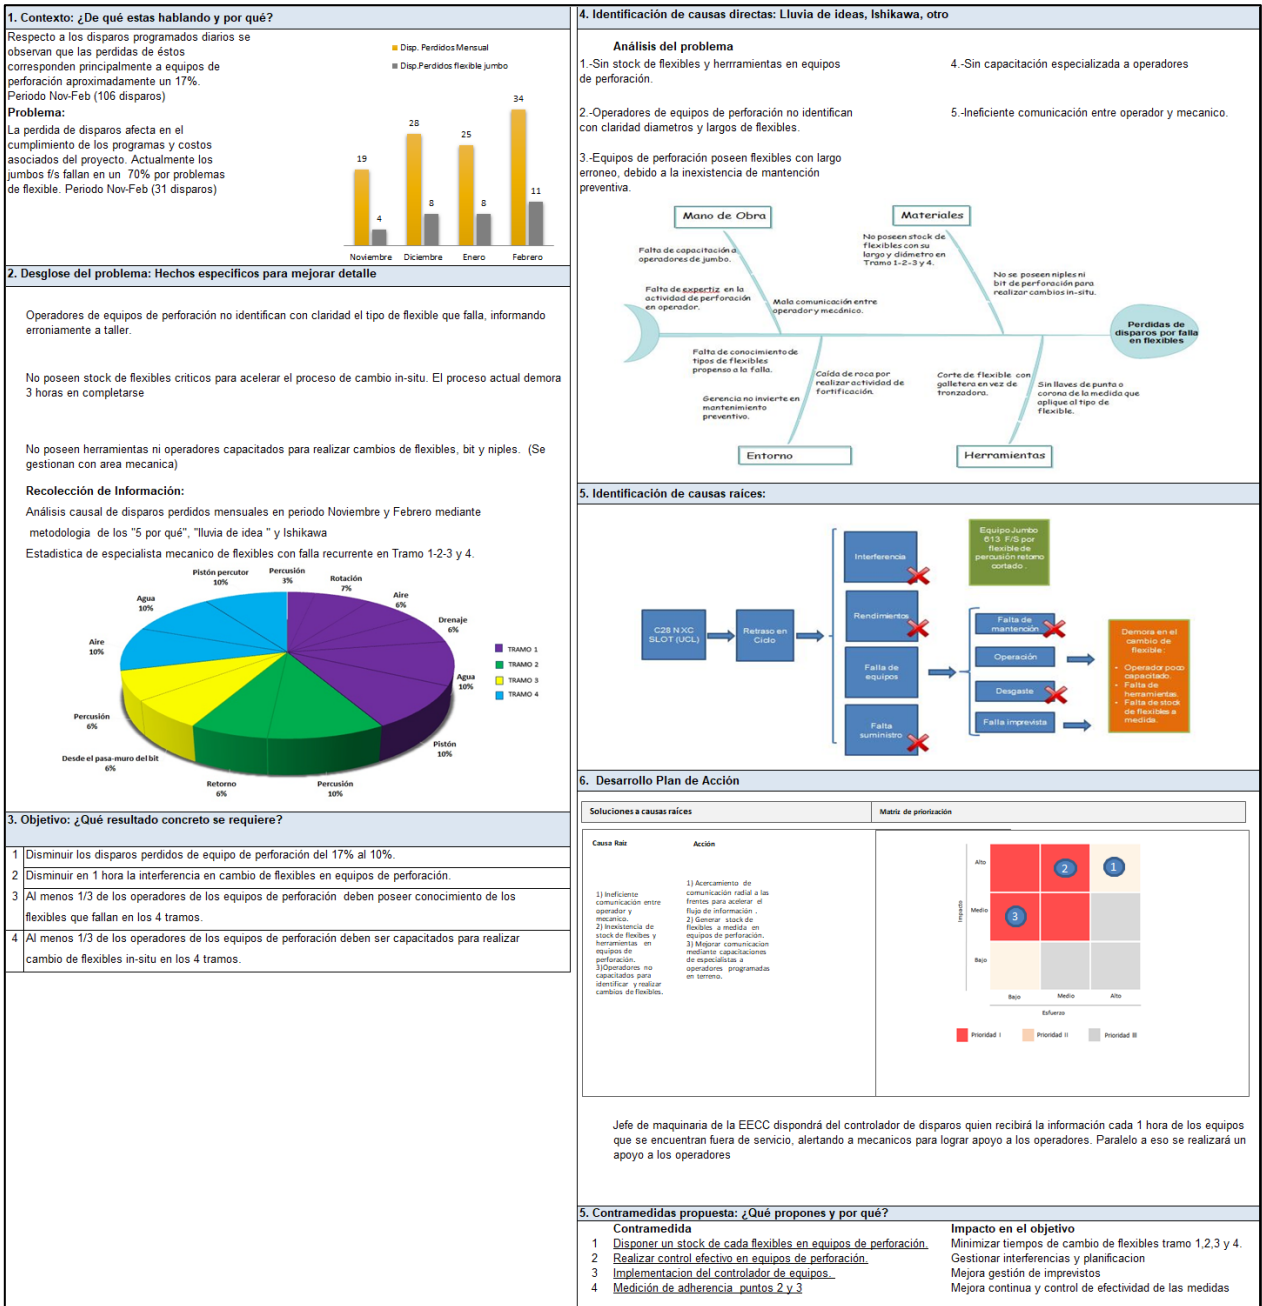 1. Contexto: ¿De qué estas hablando y por qué?
Respecto a los disparos programados diarios se
observan que las perdidas de éstos
corresponden principalmente a equipos de
perforación aproximadamente un 17%.
Periodo Nov-Feb (106 disparos)
Problema:
La perdida de disparos afecta en el
cumplimiento de los programas y costos
asociados del proyecto. Actualmente los
jumbos f/s fallan en un 70% por problemas
de flexible. Periodo Nov-Feb (31 disparos)
Disp. Perdidos Mensual
Disp.Perdidos flexible jumbo
19
4
28
8
25
8
34
11
Noviembre
Diciembre
Enero
Febrero
2. Desglose del problema: Hechos especificos para mejorar detalle
Operadores de equipos de perforación no identifican con claridad el tipo de flexible que falla, informando
erroniamente a taller.
No poseen stock de flexibles criticos para acelerar el proceso de cambio in-situ. El proceso actual demora
3 horas en completarse
No poseen herramientas ni operadores capacitados para realizar cambios de flexibles, bit y niples. (Se
gestionan con area mecanica)
Recolección de Información:
Análisis causal de disparos perdidos mensuales en periodo Noviembre y Febrero mediante
metodologia de los "5 por qué", "lluvia de idea " y Ishikawa
Estadistica de especialista mecanico de flexibles con falla recurrente en Tramo 1-2-3 y 4.
Pistón percutor
10%
Percusión
3%
Rotación
7%
Aire
6%
Drenaje
6%
Agua
10%
Pistón
10%
Percusión
10%
Retorno
6%
Desde el pasa-muro del bit
6%
Percusión
6%
Aire
10%
Agua
10%
TRAMO 1
TRAMO 2
TRAMO 3
TRAMO 4
3. Objetivo: ¿Qué resultado concreto se requiere?
1 Disminuir los disparos perdidos de equipo de perforación del 17% al 10%.
2 Disminuir en 1 hora la interferencia en cambio de flexibles en equipos de perforación.
3 Al menos 1/3 de los operadores de los equipos de perforación deben poseer conocimiento de los
flexibles que fallan en los 4 tramos.
4 Al menos 1/3 de los operadores de los equipos de perforación deben ser capacitados para realizar
cambio de flexibles in-situ en los 4 tramos.
4. Identificación de causas directas: Lluvia de ideas, Ishikawa, otro
Análisis del problema
1.-Sin stock de flexibles y herrramientas en equipos
de perforación.
2.-Operadores de equipos de perforación no identifican
con claridad diametros y largos de flexibles.
3.-Equipos de perforación poseen flexibles con largo
erroneo, debido a la inexistencia de mantención
preventiva.
4.-Sin capacitación especializada a operadores
5.-Ineficiente comunicación entre operador y mecanico.
Mano de Obra
Materiales
Falta de capacitación a
operadores de jumbo.
Falta de expertiz en la
actividad de perforación
en operador.
Mala comunicación entre
operador y mecánico.
No poseen stock de
flexibles con su
largo y diámetro en
Tramo 1-2-3 y 4.
No se poseen niples ni
bit de perforación para
realizar cambios in-situ.
Perdidas de
disparos por falla
en flexibles
Falta de conocimiento de
tipos de flexibles
propenso a la falla.
Gerencia no invierte en
mantenimiento
preventivo.
Caída de roca por
realizar actividad de
fortificación.
Corte de flexible con
galletera en vez de
tronzadora.
Sin llaves de punta o
corona de la medida que
aplique al tipo de
flexible.
Entorno
Herramientas
5. Identificación de causas raíces:
C28 N XC
SLOT (UCL)
Retraso en
Ciclo
Interferencia
Rendimientos
Falla de
equipos
Falta
suministro
Equipo Jumbo
613 F/S por
flexible de
percusión retorno
cortado .
Falta de
mantención
Operación
Desgaste
Falla imprevista
Demora en el
cambio de
flexible:
• Operador poco
capacitado.
• Falta de
herramientas.
• Falta de stock
de flexibles a
medida.
6. Desarrollo Plan de Acción
Soluciones a causas raíces
Matriz de priorización
Causa Raiz
Acción
1) Ineficiente
comunicación entre
operador y
mecanico.
2) Inexistencia de
stock de flexibes y
herramientas en
equipos de
perforación.
3)Operadores no
capacitados para
identificar y realizar
cambios de flexibles.
1) Acercamiento de
comunicación radial a las
frentes para acelerar el
flujo de información .
2) Generar stock de
flexibles a medida en
equipos de perforación.
3) Mejorar comunicacion
mediante capacitaciones
de especialistas a
operadores programadas
en terreno.
Impacto
Alto
Medio
Bajo
1
2
3
Bajo
Medio
Alto
Esfuerzo
Prioridad I
Prioridad II
Prioridad III
Jefe de maquinaria de la EECC dispondrá del controlador de disparos quien recibirá la información cada 1 hora de los equipos
que se encuentran fuera de servicio, alertando a mecanicos para lograr apoyo a los operadores. Paralelo a eso se realizará un
apoyo a los operadores
5. Contramedidas propuesta: ¿Qué propones y por qué?
Contramedida Impacto en el objetivo
1 Disponer un stock de cada flexibles en equipos de perforación. Minimizar tiempos de cambio de flexibles tramo 1,2,3 y 4.
2 Realizar control efectivo en equipos de perforación. Gestionar interferencias y planificacion
3 Implementacion del controlador de equipos. Mejora gestión de imprevistos
4 Medición de adherencia puntos 2 y 3 Mejora continua y control de efectividad de las medidas